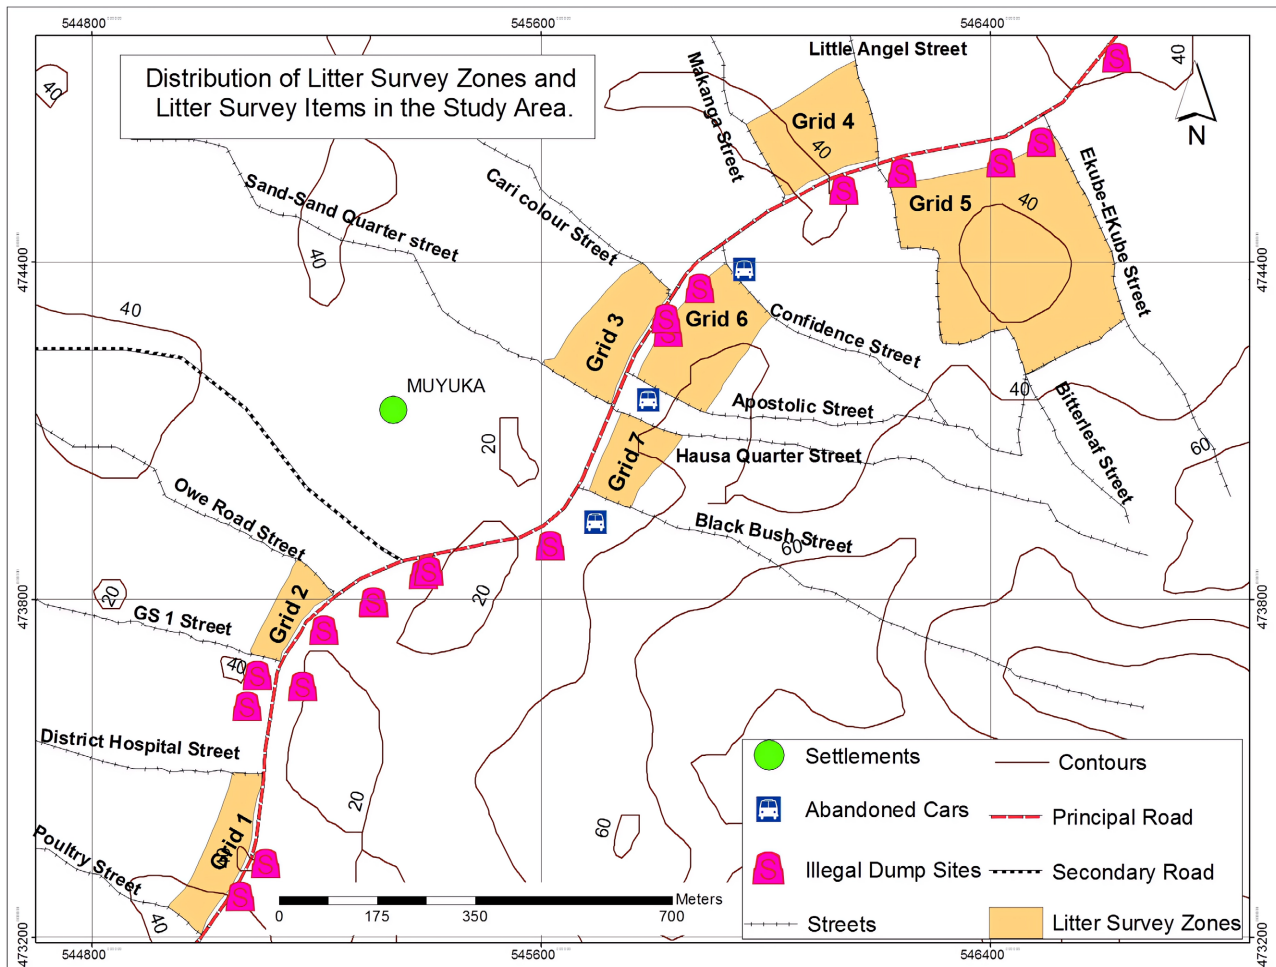 544800
545600
546400
Distribution of Litter Survey Zones and
Litter Survey Items in the Study Area.
Little Angel Street
Makanga Street
40
40
N
Grid 4
40
Cari colour Street
Sand-Sand Quarter street
40
Grid 5
40
Ekube-EKube Street
474400
474400
40
Grid 3
Grid 6
Confidence Street
MUYUKA
40
Apostolic Street
Bitterleaf Street
20
Grid 7
Hausa Quarter Street
60
Owe Road Street
Black Bush Street
60
20
20
Grid 2
GS 1 Street
473800
473800
40
District Hospital Street
20
60
Grid 1
Poultry Street
40
Settlements
Abandoned Cars
Illegal Dump Sites
Streets
Contours
Principal Road
Secondary Road
Litter Survey Zones
Meters
0 175 350 700
473200
473200
544800
545600
546400